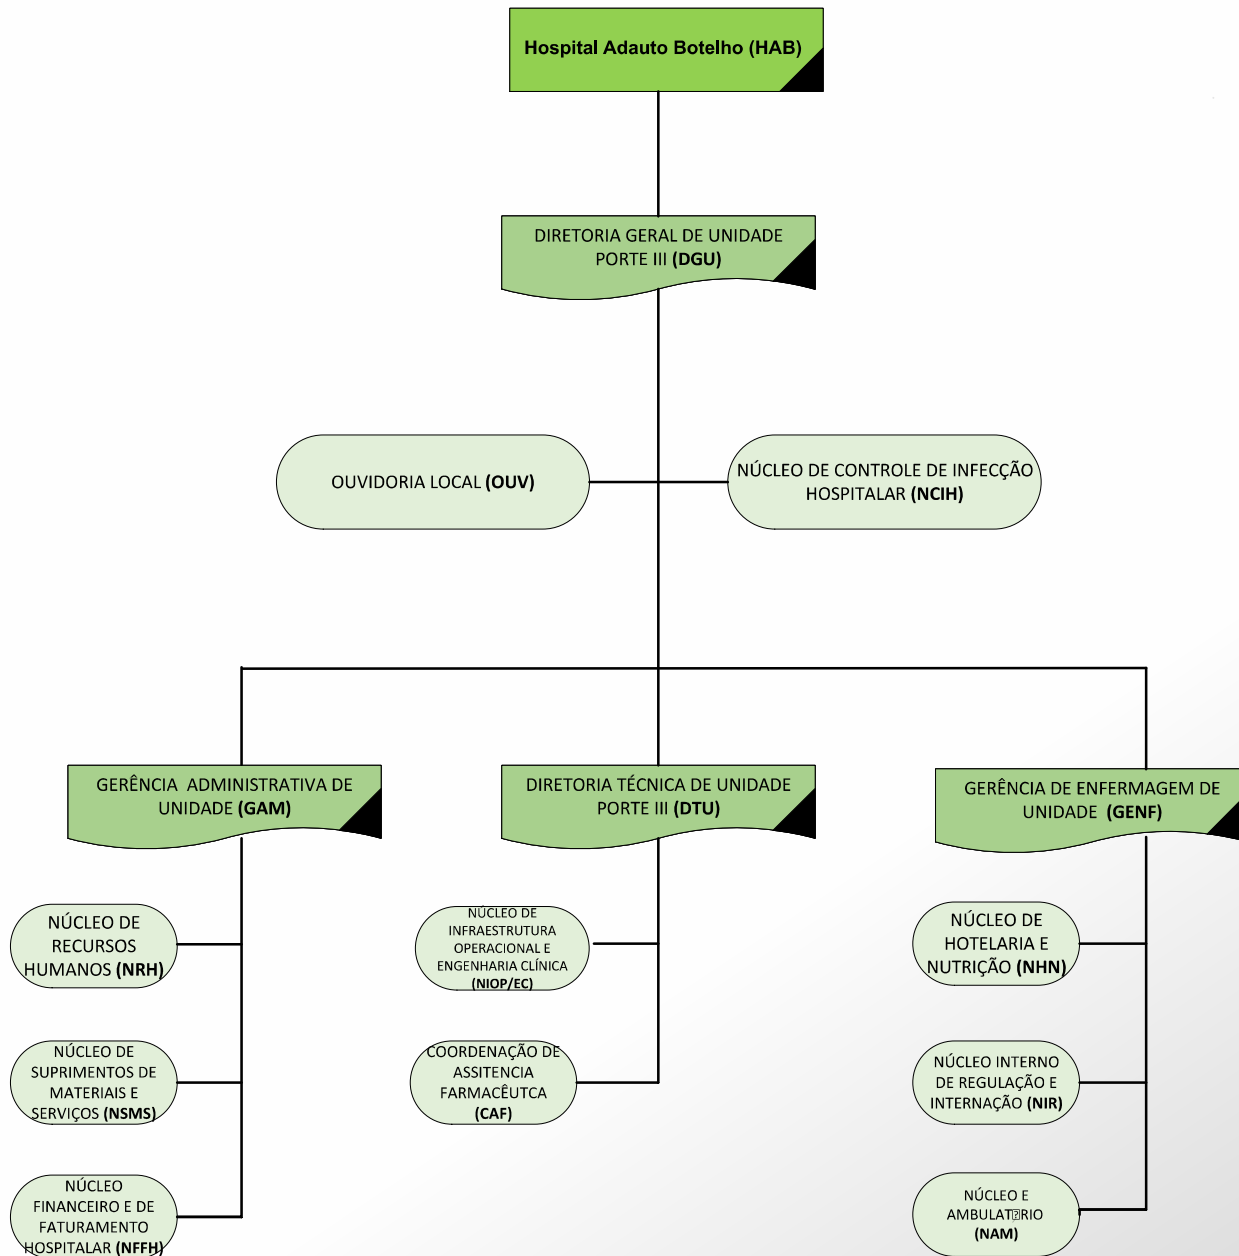 Hospital Adauto Botelho (HAB)
DIRETORIA GERAL DE UNIDADE
PORTE III (DGU)
OUVIDORIA LOCAL (OUV)
NÚCLEO DE CONTROLE DE INFECÇÃO
HOSPITALAR (NCIH)
GERÊNCIA ADMINISTRATIVA DE
UNIDADE (GAM)
DIRETORIA TÉCNICA DE UNIDADE
PORTE III (DTU)
GERÊNCIA DE ENFERMAGEM DE
UNIDADE (GENF)
NÚCLEO DE
RECURSOS
HUMANOS (NRH)
NÚCLEO DE
INFRAESTRUTURA
OPERACIONAL E
ENGENHARIA CLÍNICA
(NIOP/EC)
NÚCLEO DE
HOTELARIA E
NUTRIÇÃO (NHN)
NÚCLEO DE
SUPRIMENTOS DE
MATERIAIS E
SERVIÇOS (NSMS)
COORDENAÇÃO DE
ASSITENCIA
FARMACÊUTCA
(CAF)
NÚCLEO INTERNO
DE REGULAÇÃO E
INTERNAÇÃO (NIR)
NÚCLEO
FINANCEIRO E DE
FATURAMENTO
HOSPITALAR (NFFH)
NÚCLEO E
AMBULAT�RIO
(NAM)